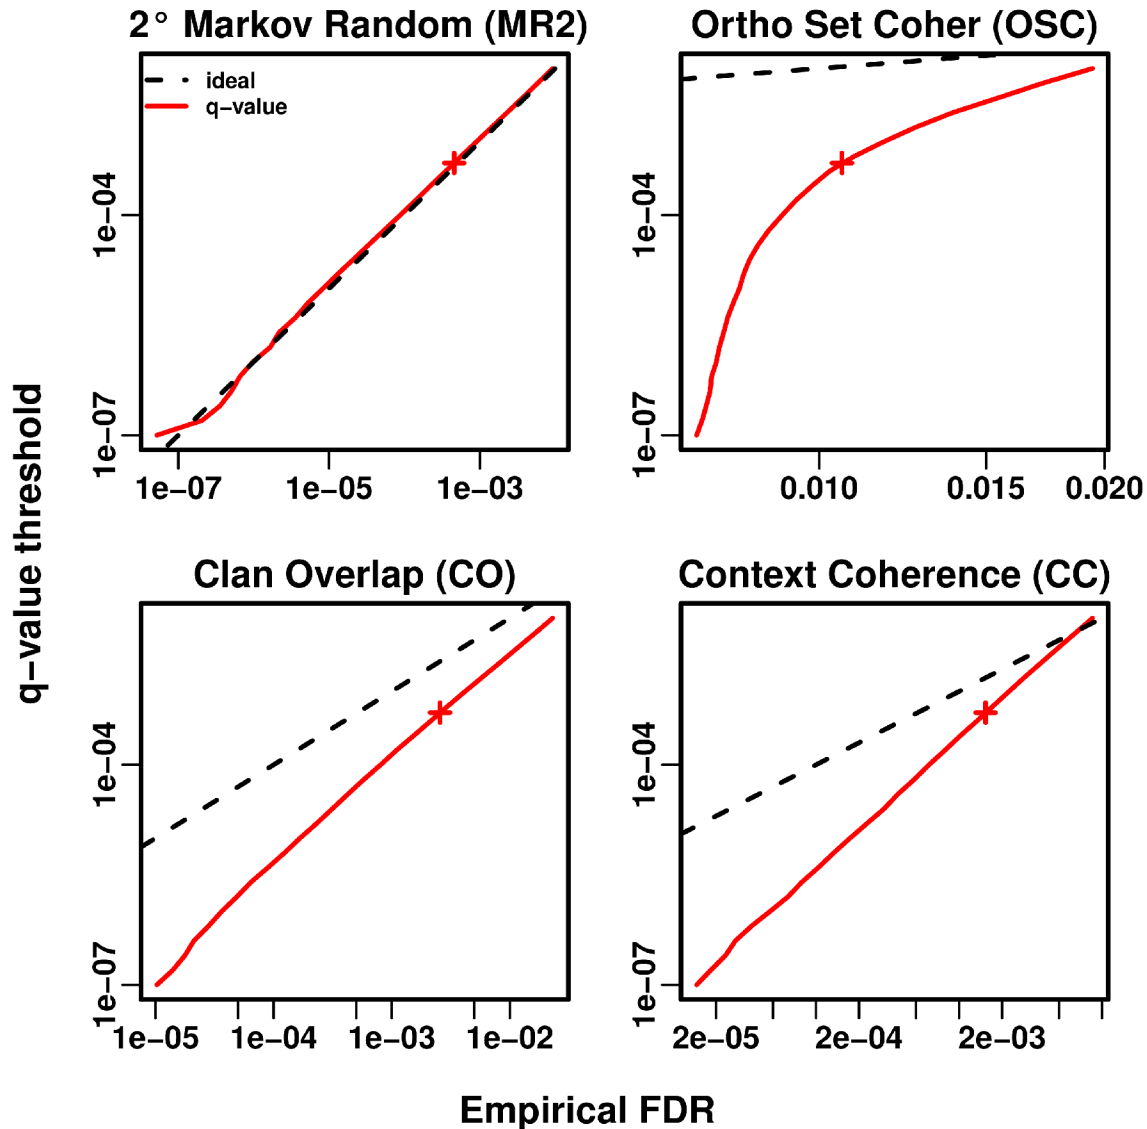 2° Markov Random (MR2)
ideal
q-value
1e-04
1e-07
1e-07 1e-05 1e-03
Ortho Set Coher (OSC)
1e-04
1e-07
0.010 0.015 0.020
Clan Overlap (CO)
1e-04
1e-07
1e-05 1e-04 1e-03 1e-02
Context Coherence (CC)
1e-04
1e-07
2e-05 2e-04 2e-03
q-value threshold
Empirical FDR